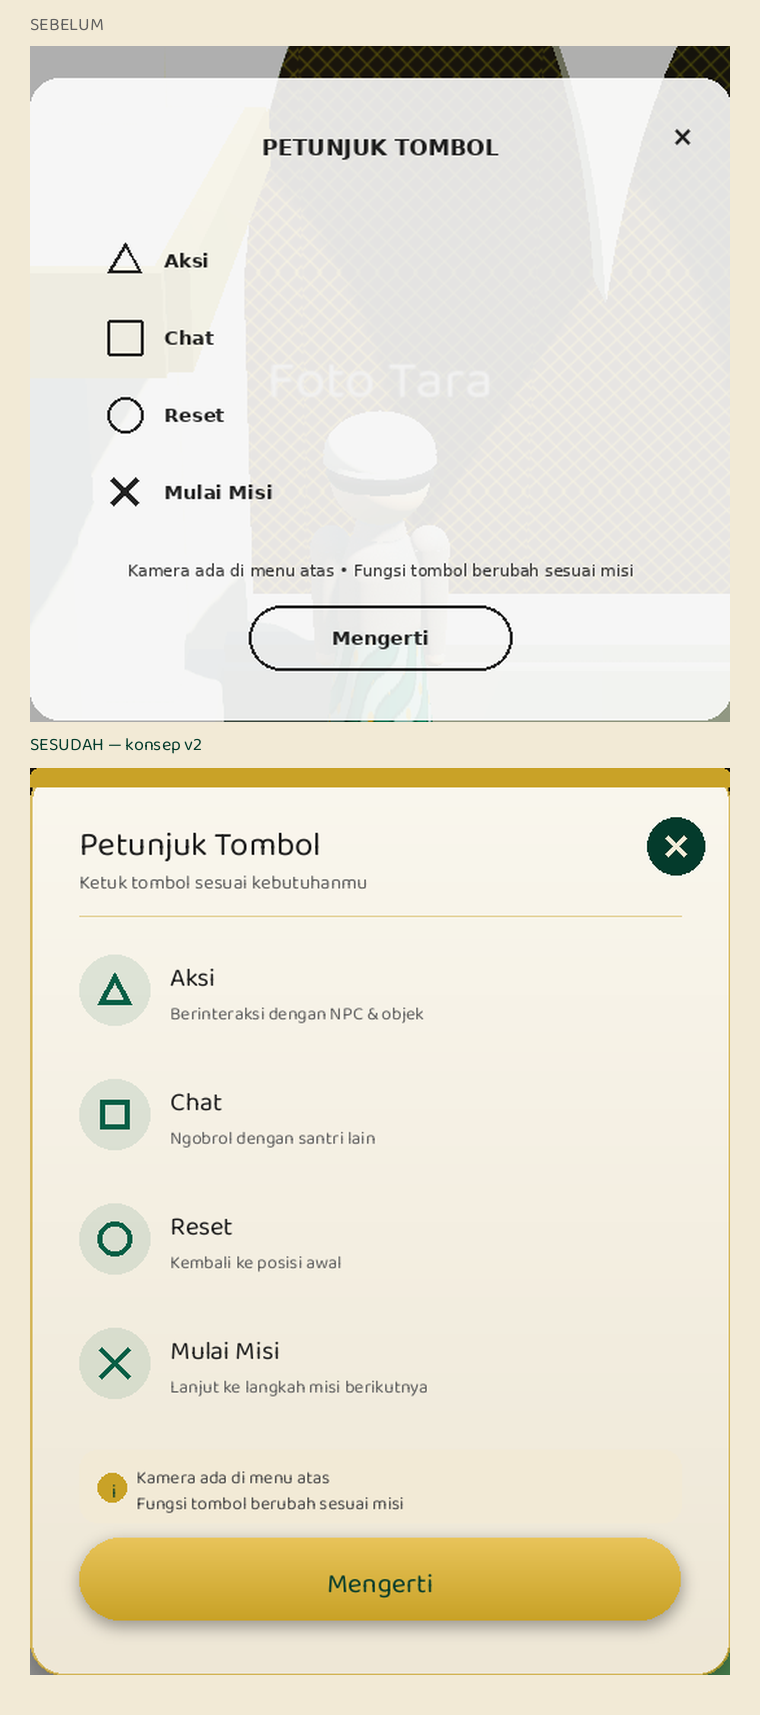 SEBELUM
PETUNJUK TOMBOL
Aksi
Chat
Foto Tara
Reset
Mulai Misi
Kamera ada di menu atas • Fungsi tombol berubah sesuai misi
Mengerti
SESUDAH — konsep v2
Petunjuk Tombol
Ketuk tombol sesuai kebutuhanmu
Aksi
Berinteraksi dengan NPC & objek
Chat
Ngobrol dengan santri lain
Reset
Kembali ke posisi awal
Mulai Misi
Lanjut ke langkah misi berikutnya
i
Kamera ada di menu atas
Fungsi tombol berubah sesuai misi
Mengerti